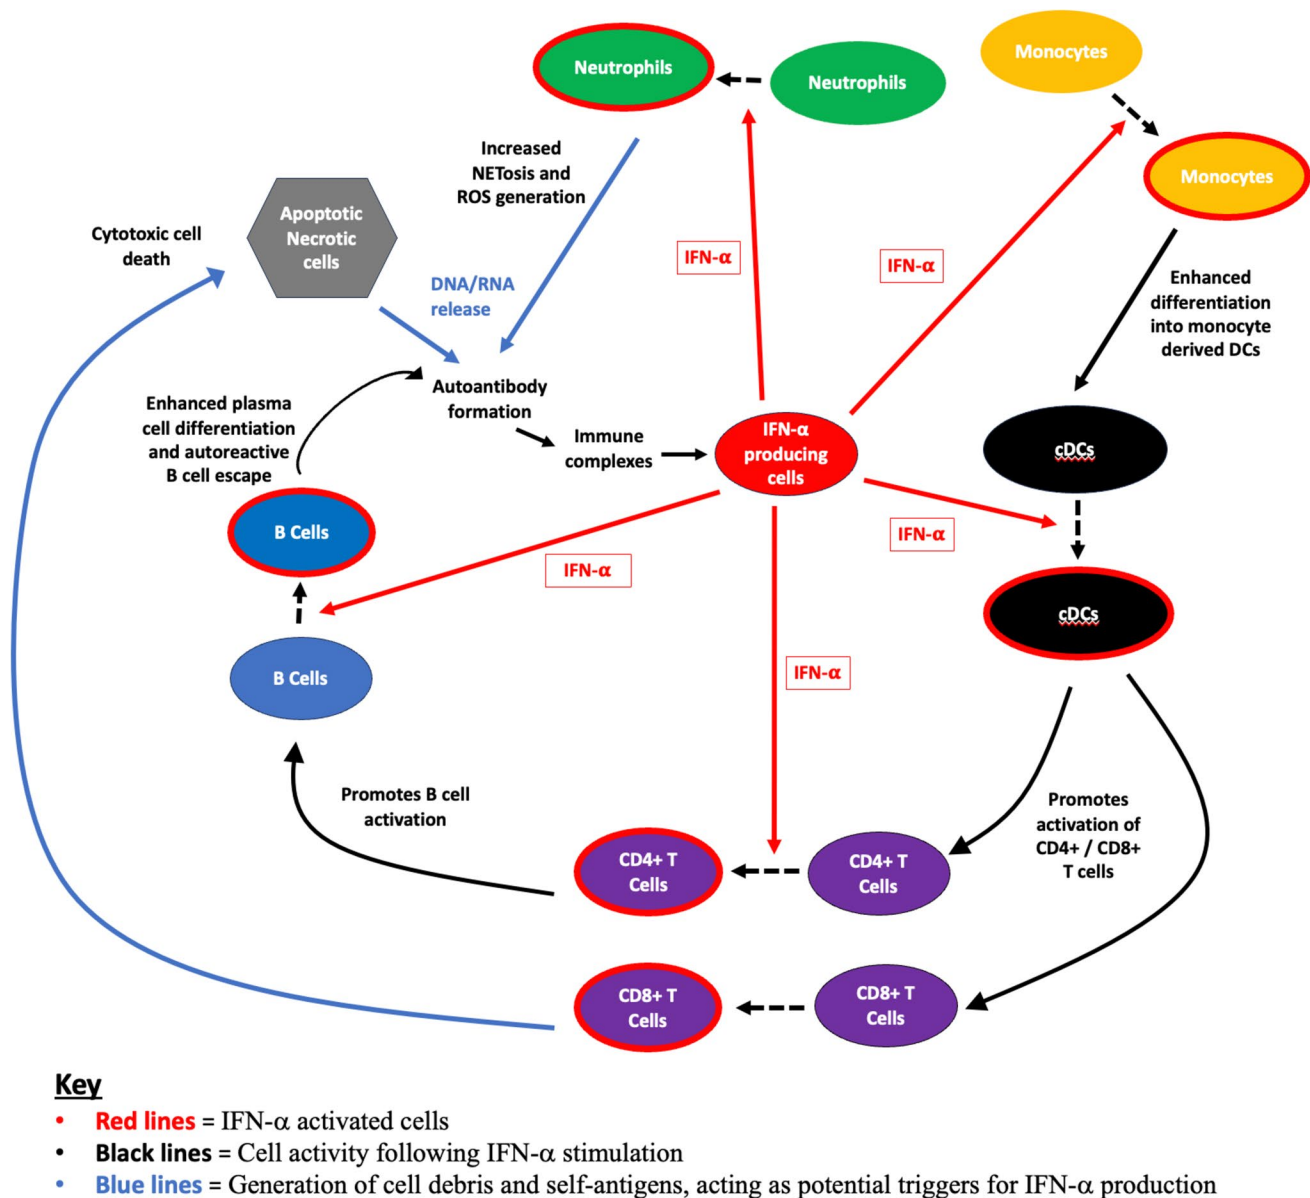 Neutrophils
Neutrophils
Monocytes
Monocytes
Increased
NETosis and
ROS generation
Apoptotic
Necrotic
cells
Cytotoxic cell
death
DNA/RNA
release
IFN-α
IFN-α
Enhanced
differentiation
into monocyte
derived DCs
Autoantibody
formation
Enhanced plasma
cell differentiation
and autoreactive
B cell escape
Immune
complexes
IFN-α
producing
cells
cDCs
IFN-α
B Cells
IFN-α
cDCs
B Cells
IFN-α
Promotes B cell
activation
Promotes
activation of
CD4+ / CD8+
T cells
CD4+ T
Cells
CD4+ T
Cells
CD8+ T
Cells
CD8+ T
Cells
Key
• Red lines = IFN-α activated cells
• Black lines = Cell activity following IFN-α stimulation
• Blue lines = Generation of cell debris and self-antigens, acting as potential triggers for IFN-α production